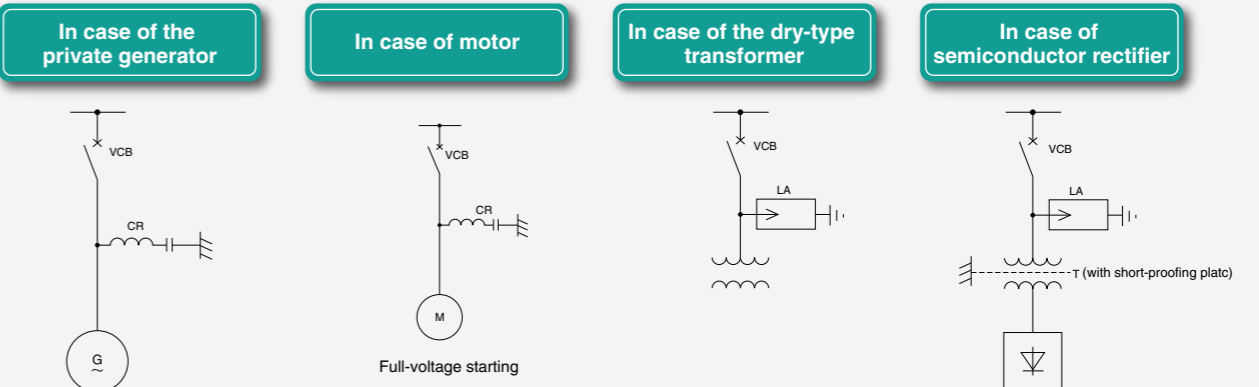 In case of the
private generator
In case of motor
In case of the dry-type
transformer
In case of
semiconductor rectifier
VCB
CR
G
~
VCB
CR
M
Full-voltage starting
VCB
LA
VCB
LA
T (with short-proofing platc)